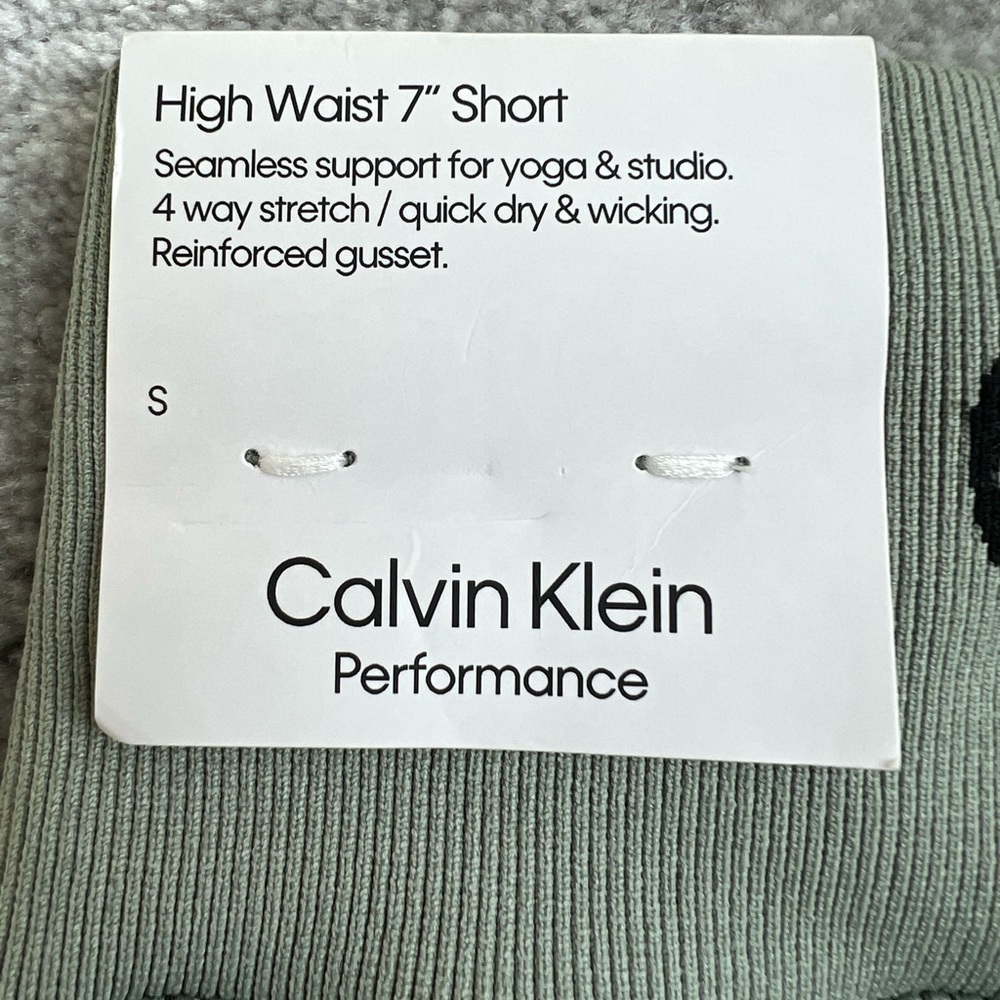 High Waist 7" Short
Seamless support for yoga & studio.
4 way stretch / quick dry & wicking.
Reinforced gusset.
S
Calvin Klein
Performance